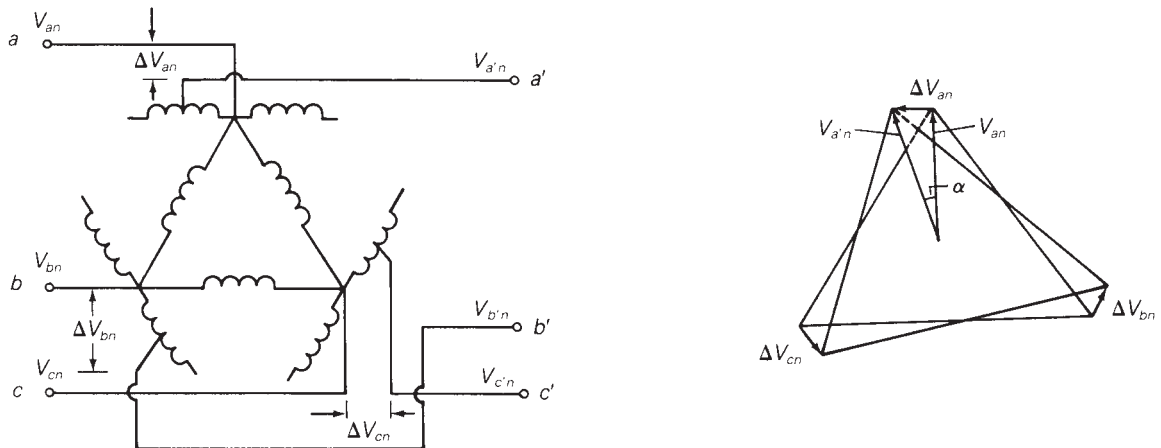 V_an
a
ΔV_an
V_a'n
a'
V_bn
b
ΔV_bn
V_b'n
b'
V_cn
c
V_c'n
c'
ΔV_cn
ΔV_an
V_a'n
V_an
α
ΔV_bn
ΔV_cn